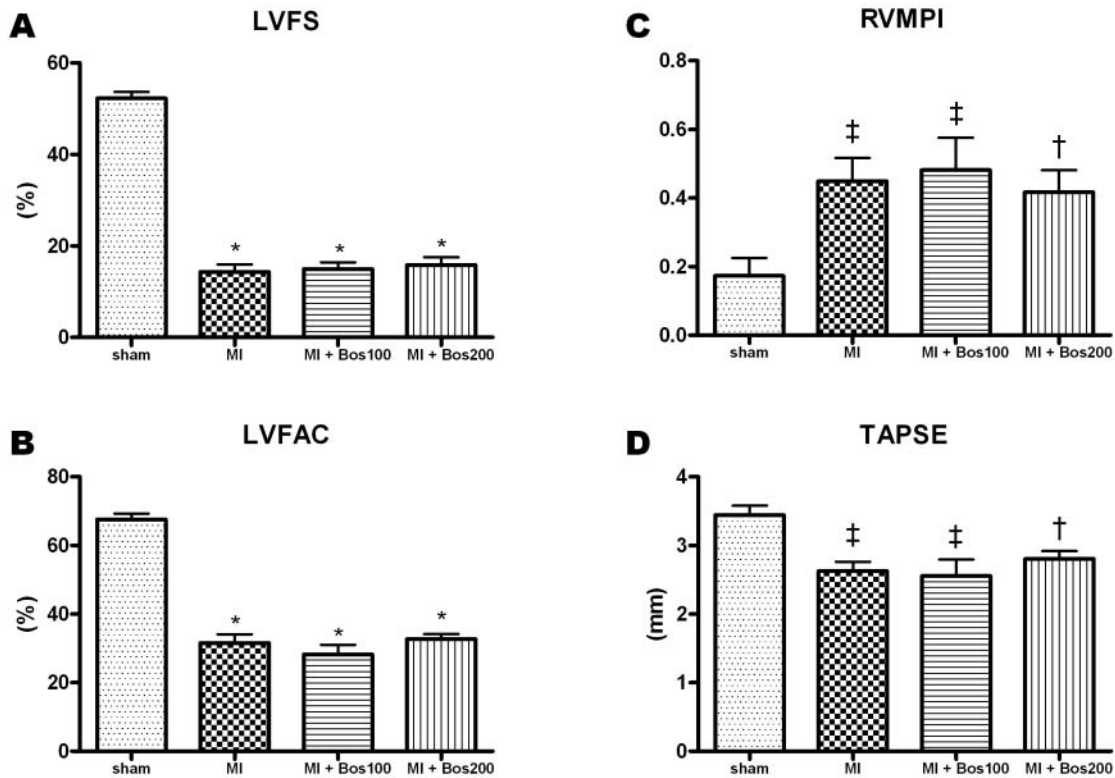 A
LVFS
60
40
20
0
(%)
*
*
*
sham
MI
MI + Bos100
MI + Bos200
B
LVFAC
80
60
40
20
0
(%)
*
*
*
sham
MI
MI + Bos100
MI + Bos200
C
RVMPI
0.8
0.6
0.4
0.2
0.0
‡
‡
†
sham
MI
MI + Bos100
MI + Bos200
D
TAPSE
4
3
2
1
0
(mm)
‡
‡
†
sham
MI
MI + Bos100
MI + Bos200